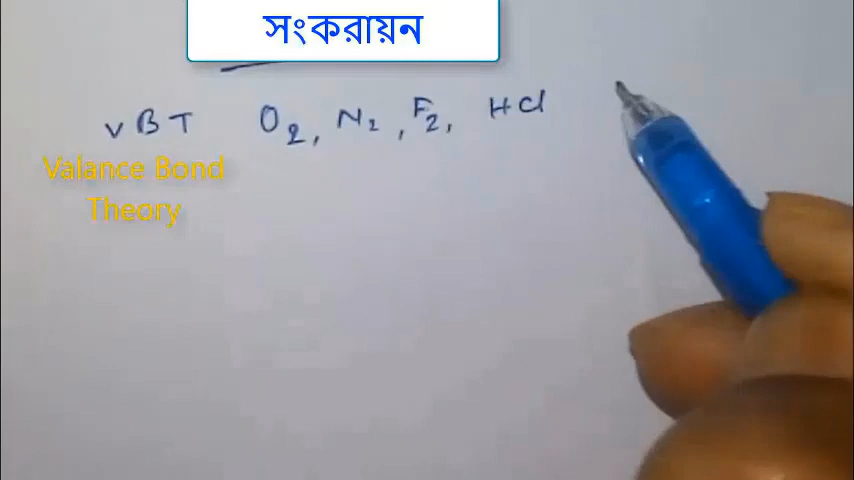 সংকরায়ন
VBT O2, N2, F2, HCl
Valance Bond
Theory